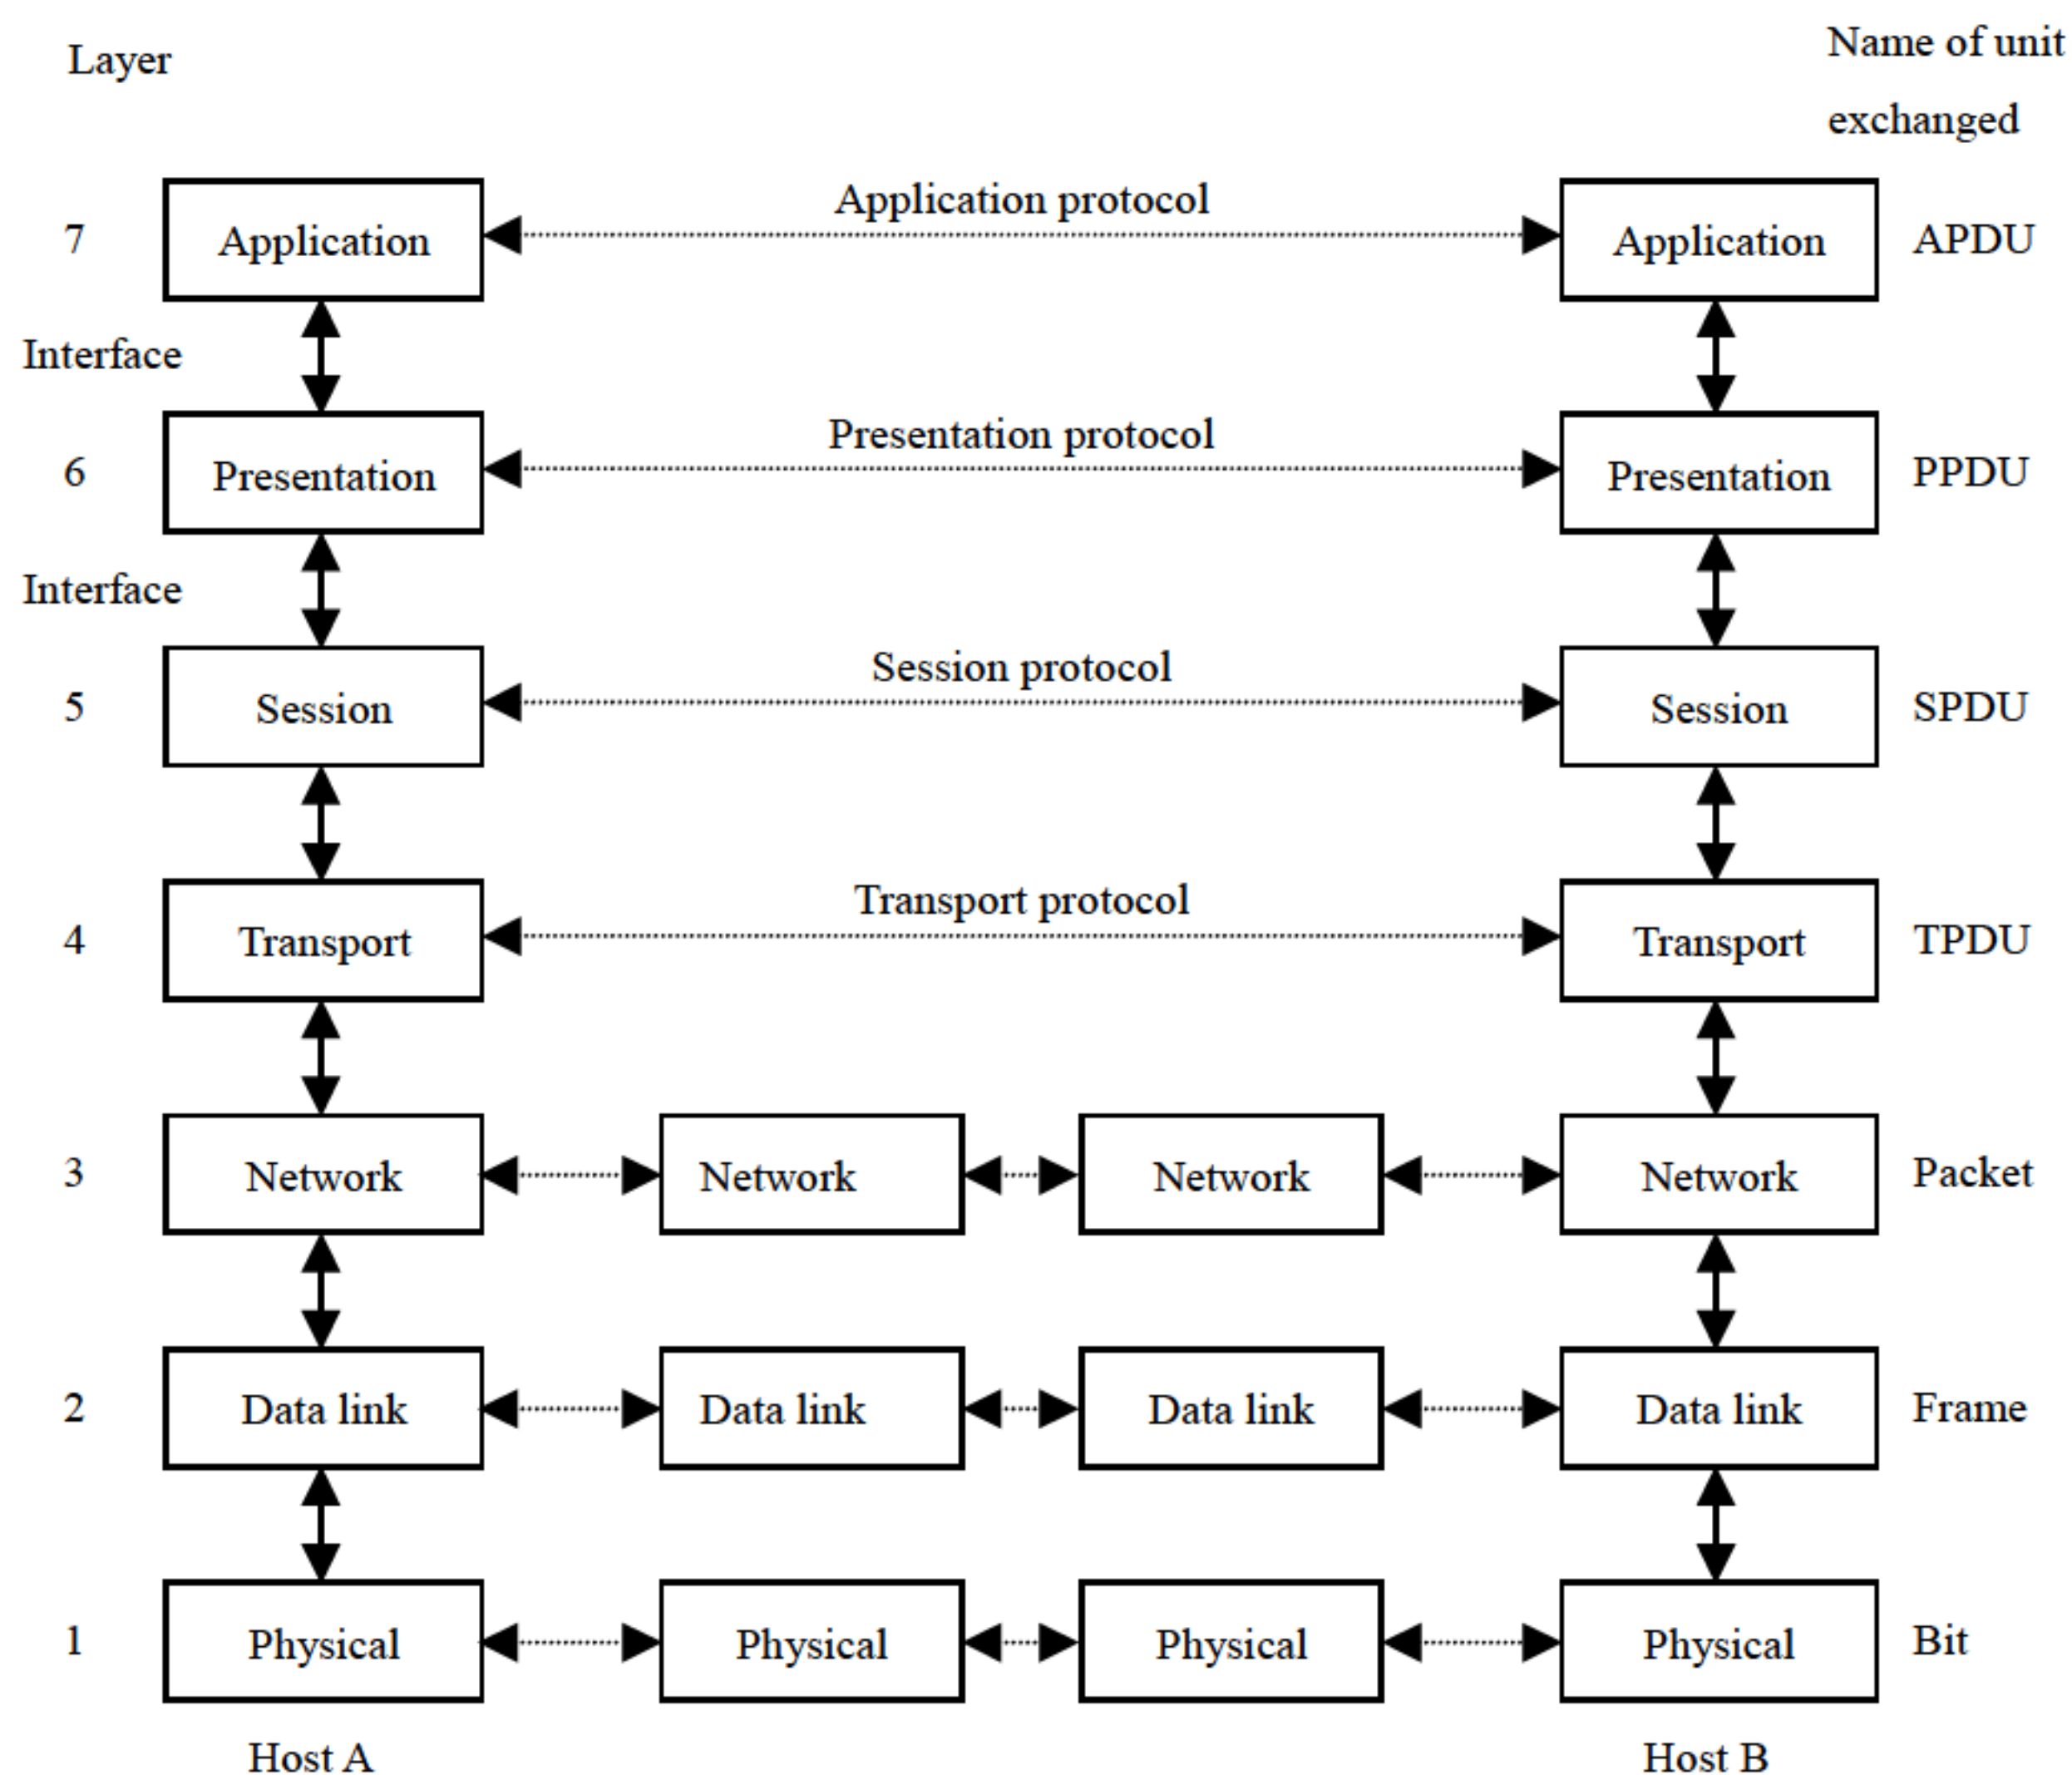 Layer
Name of unit
exchanged
7
Application
Application protocol
Application
APDU
Interface
6
Presentation
Presentation protocol
Presentation
PPDU
Interface
5
Session
Session protocol
Session
SPDU
4
Transport
Transport protocol
Transport
TPDU
3
Network
Network
Network
Network
Packet
2
Data link
Data link
Data link
Data link
Frame
1
Physical
Physical
Physical
Physical
Bit
Host A
Host B